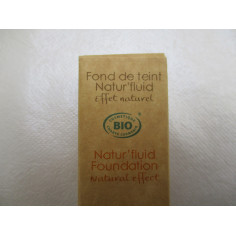 Fond de teint
Natur'fluid
effet naturel
BIO
Natur'fluid
Foundation
natural effect